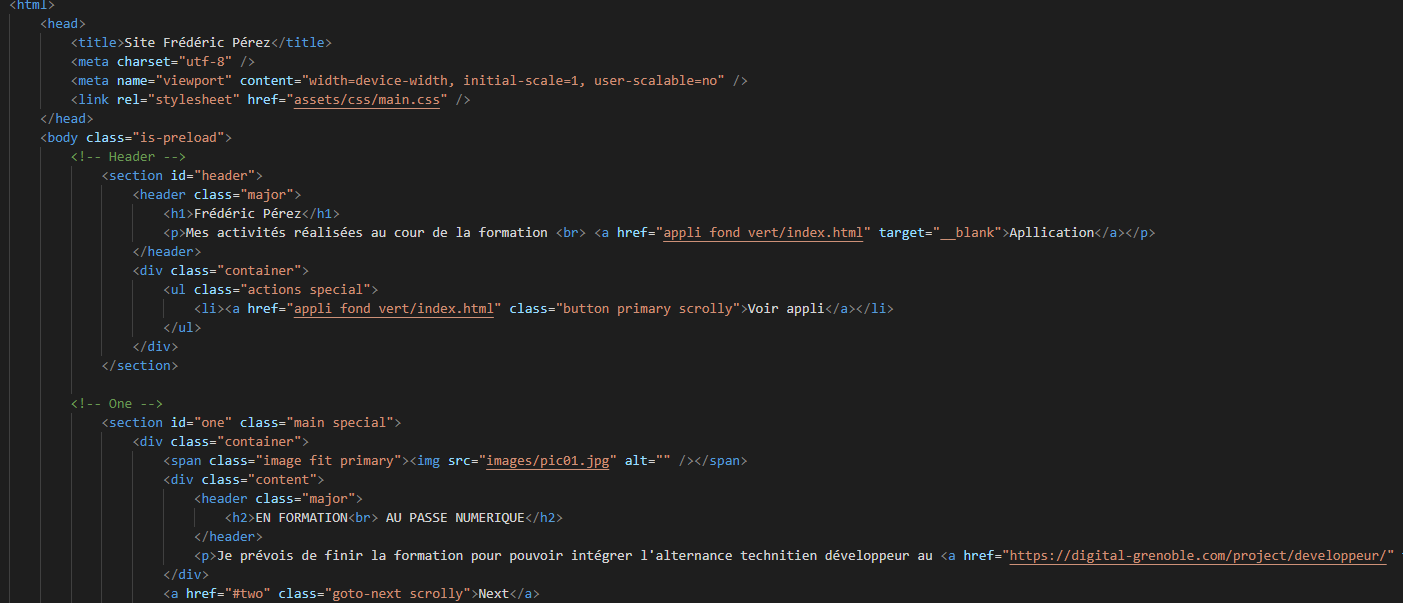 <html>
<head>
<title>Site Frédéric Pérez</title>
<meta charset="utf-8" />
<meta name="viewport" content="width=device-width, initial-scale=1, user-scalable=no" />
<link rel="stylesheet" href="assets/css/main.css" />
</head>
<body class="is-preload">
<!-- Header -->
<section id="header">
<header class="major">
<h1>Frédéric Pérez</h1>
<p>Mes activités réalisées au cour de la formation <br> <a href="appli fond vert/index.html" target="__blank">Apllication</a></p>
</header>
<div class="container">
<ul class="actions special">
<li><a href="appli fond vert/index.html" class="button primary scrolly">Voir appli</a></li>
</ul>
</div>
</section>
<!-- One -->
<section id="one" class="main special">
<div class="container">
<span class="image fit primary"><img src="images/pic01.jpg" alt="" /></span>
<div class="content">
<header class="major">
<h2>EN FORMATION<br> AU PASSE NUMERIQUE</h2>
</header>
<p>Je prévois de finir la formation pour pouvoir intégrer l'alternance technitien développeur au <a href="https://digital-grenoble.com/project/developpeur/"
</div>
<a href="#two" class="goto-next scrolly">Next</a>